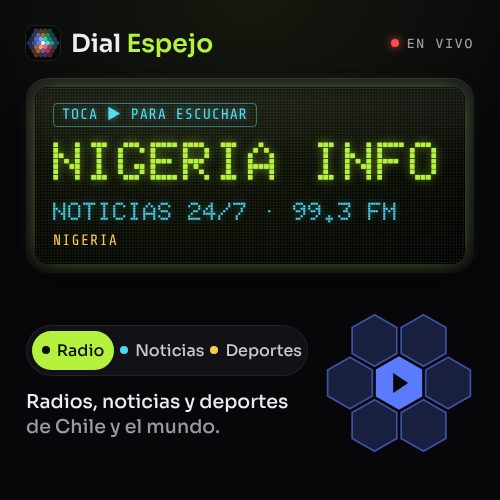 Dial Espejo
EN VIVO
TOCA ▶ PARA ESCUCHAR
NIGERIA INFO
NOTICIAS 24/7 · 99,3 FM
NIGERIA
Radio
Noticias
Deportes
Radios, noticias y deportes
de Chile y el mundo.